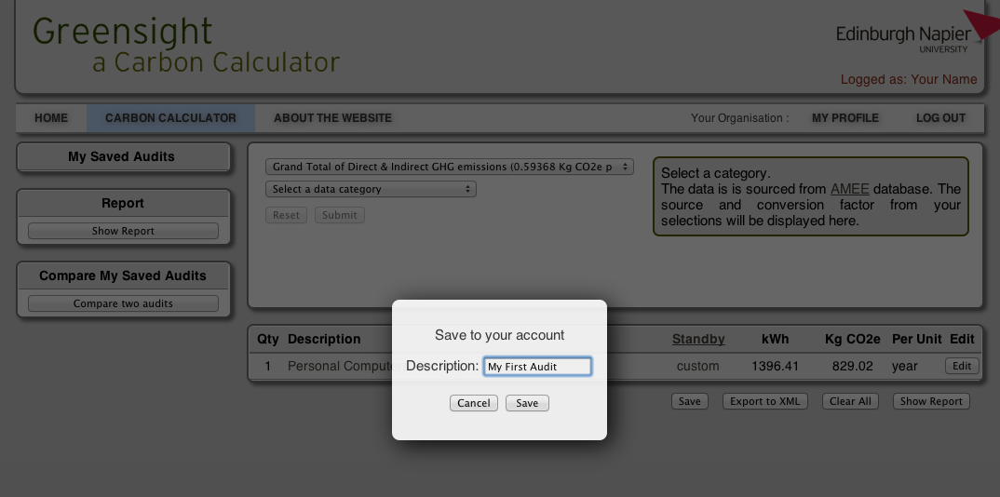 Greensight
a Carbon Calculator
Edinburgh Napier
UNIVERSITY
Logged as: Your Name
HOME CARBON CALCULATOR ABOUT THE WEBSITE Your Organisation : MY PROFILE LOG OUT
My Saved Audits
Report
Show Report
Compare My Saved Audits
Compare two audits
Grand Total of Direct & Indirect GHG emissions (0.59368 Kg CO2e p
Select a data category
Reset Submit
Select a category.
The data is is sourced from AMEE database. The
source and conversion factor from your
selections will be displayed here.
Qty Description Standby kWh Kg CO2e Per Unit Edit
1 Personal Compute custom 1396.41 829.02 year Edit
Save Export to XML Clear All Show Report
Save to your account
Description: My First Audit
Cancel Save